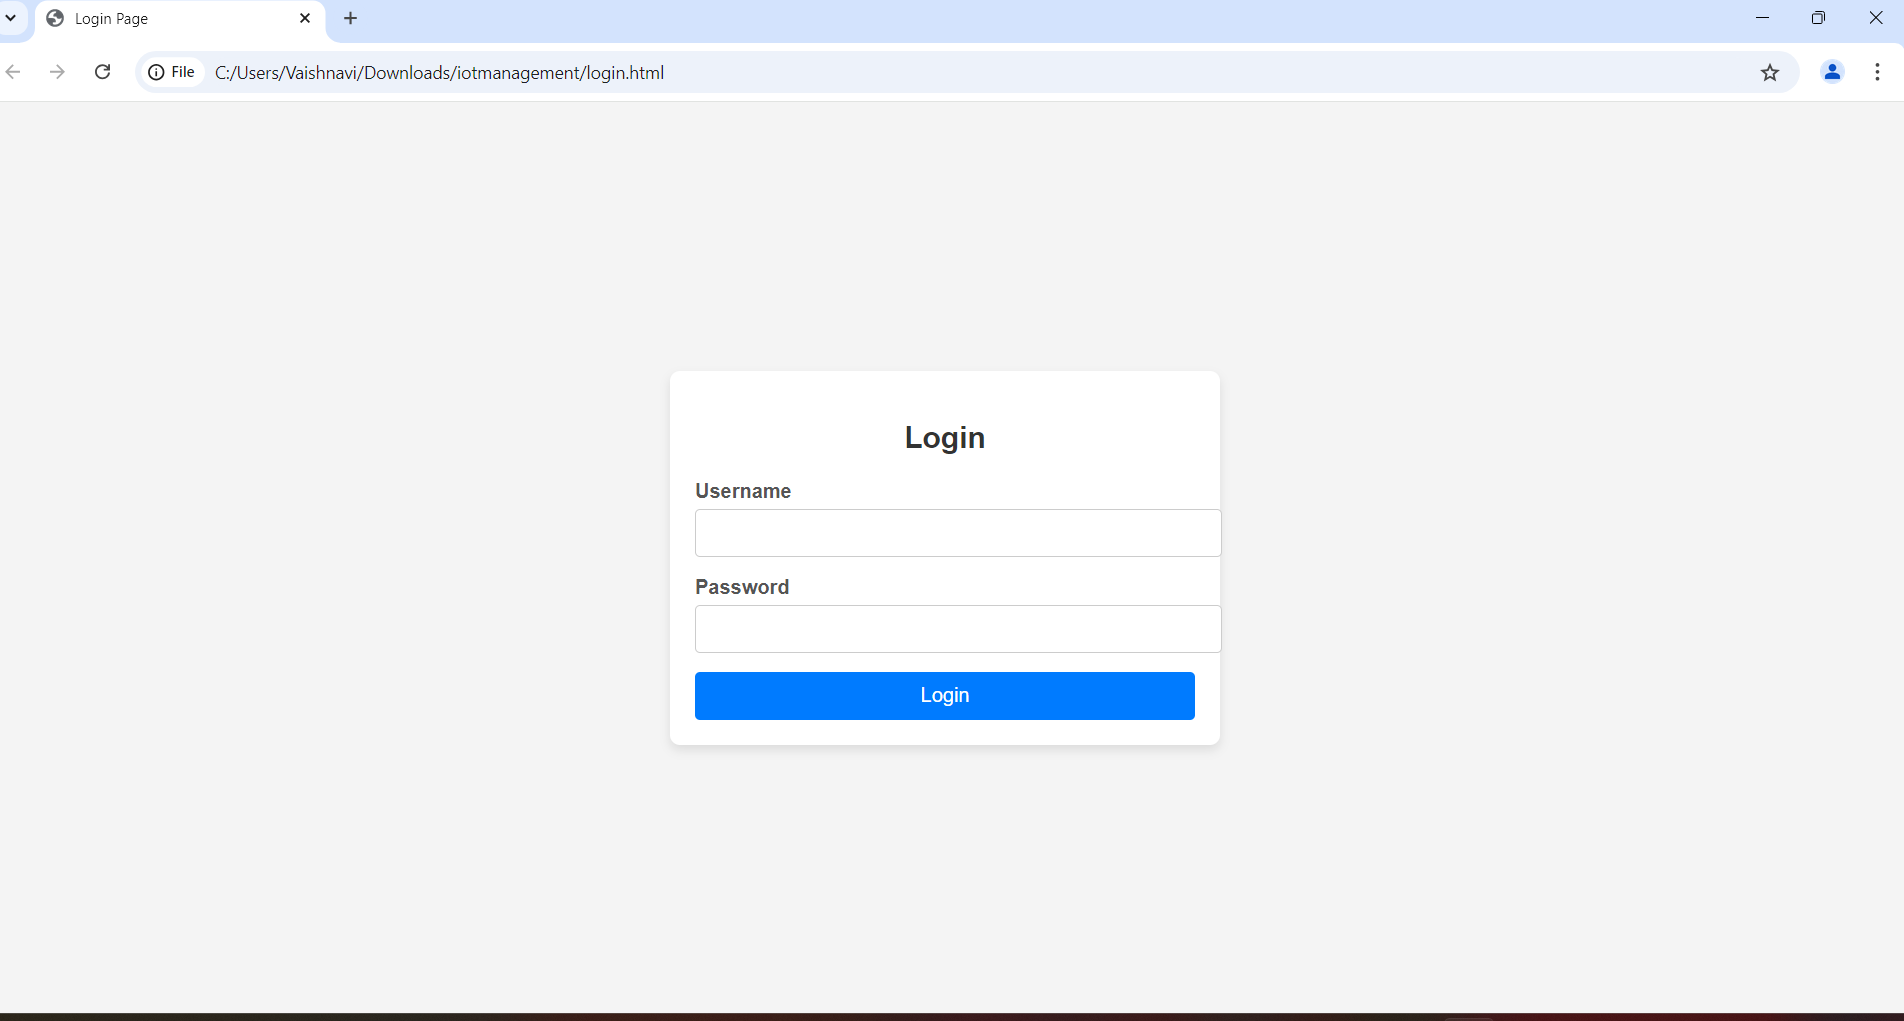 Login Page
File C:/Users/Vaishnavi/Downloads/iotmanagement/login.html
Login
Username
Password
Login